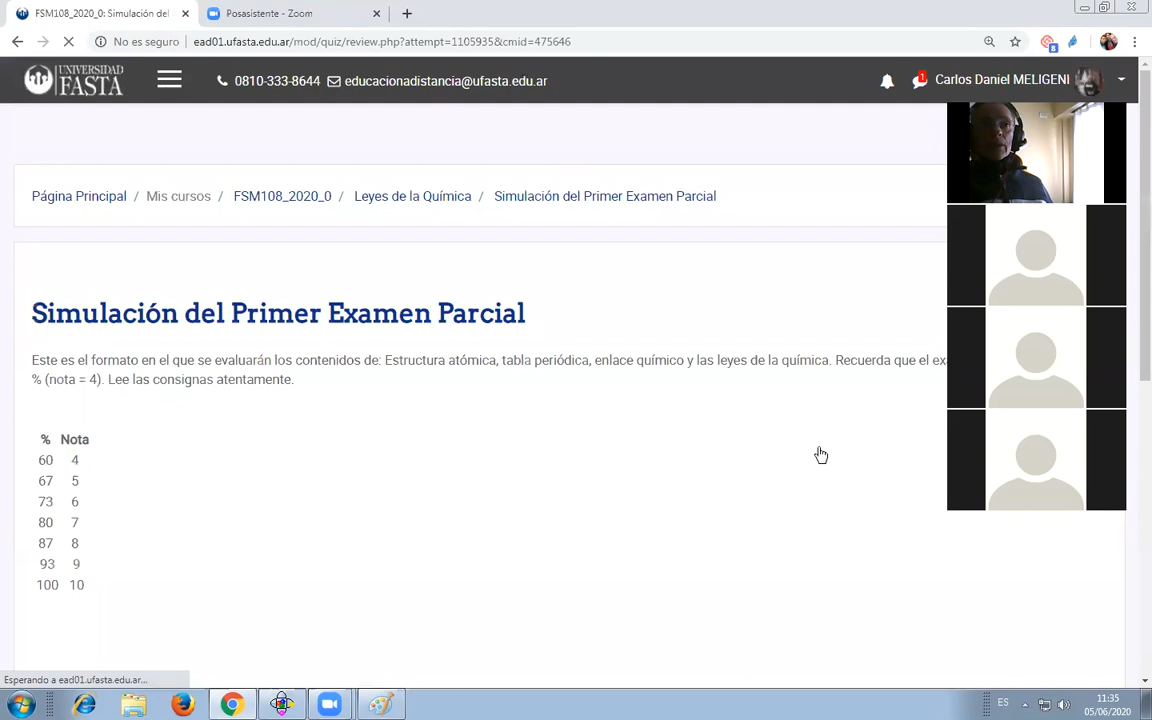 FSM108_2020_0: Simulación del
Posasistente - Zoom
No es seguro
ead01.ufasta.edu.ar/mod/quiz/review.php?attempt=1105935&cmid=475646
8
UNIVERSIDAD
FASTA
0810-333-8644
educacionadistancia@ufasta.edu.ar
1
Carlos Daniel MELIGENI
Página Principal / Mis cursos / FSM108_2020_0 / Leyes de la Química / Simulación del Primer Examen Parcial
Simulación del Primer Examen Parcial
Este es el formato en el que se evaluarán los contenidos de: Estructura atómica, tabla periódica, enlace químico y las leyes de la química. Recuerda que el ex
% (nota = 4). Lee las consignas atentamente.
% Nota
60 4
67 5
73 6
80 7
87 8
93 9
100 10
Esperando a ead01.ufasta.edu.ar...
ES
11:35
05/06/2020